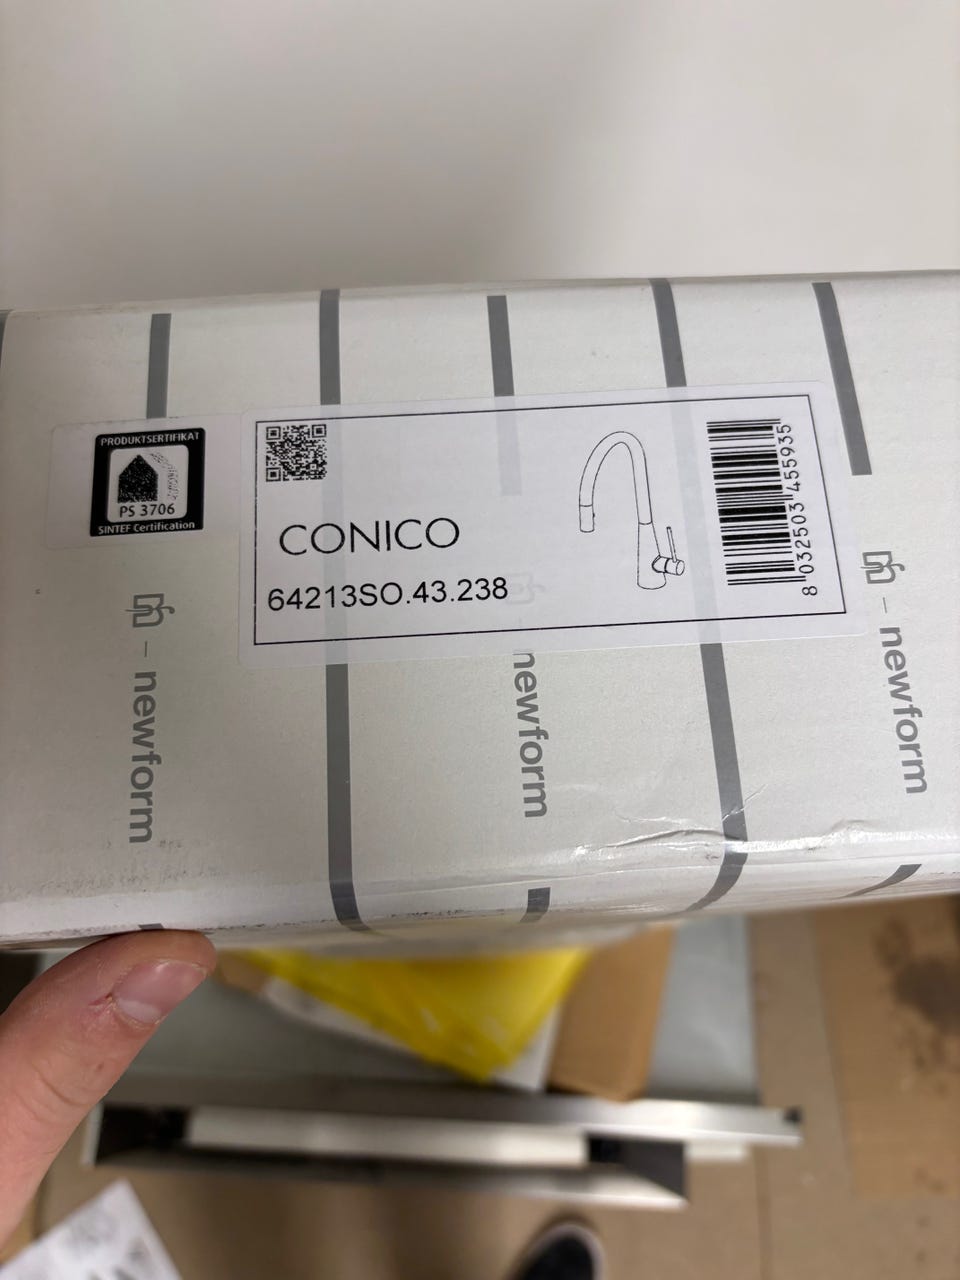 PRODUKTSERTIFIKAT
PS 3706
SINTEF Certification
CONICO
64213SO.43.238
8 032503 455935
newform
newform
newform